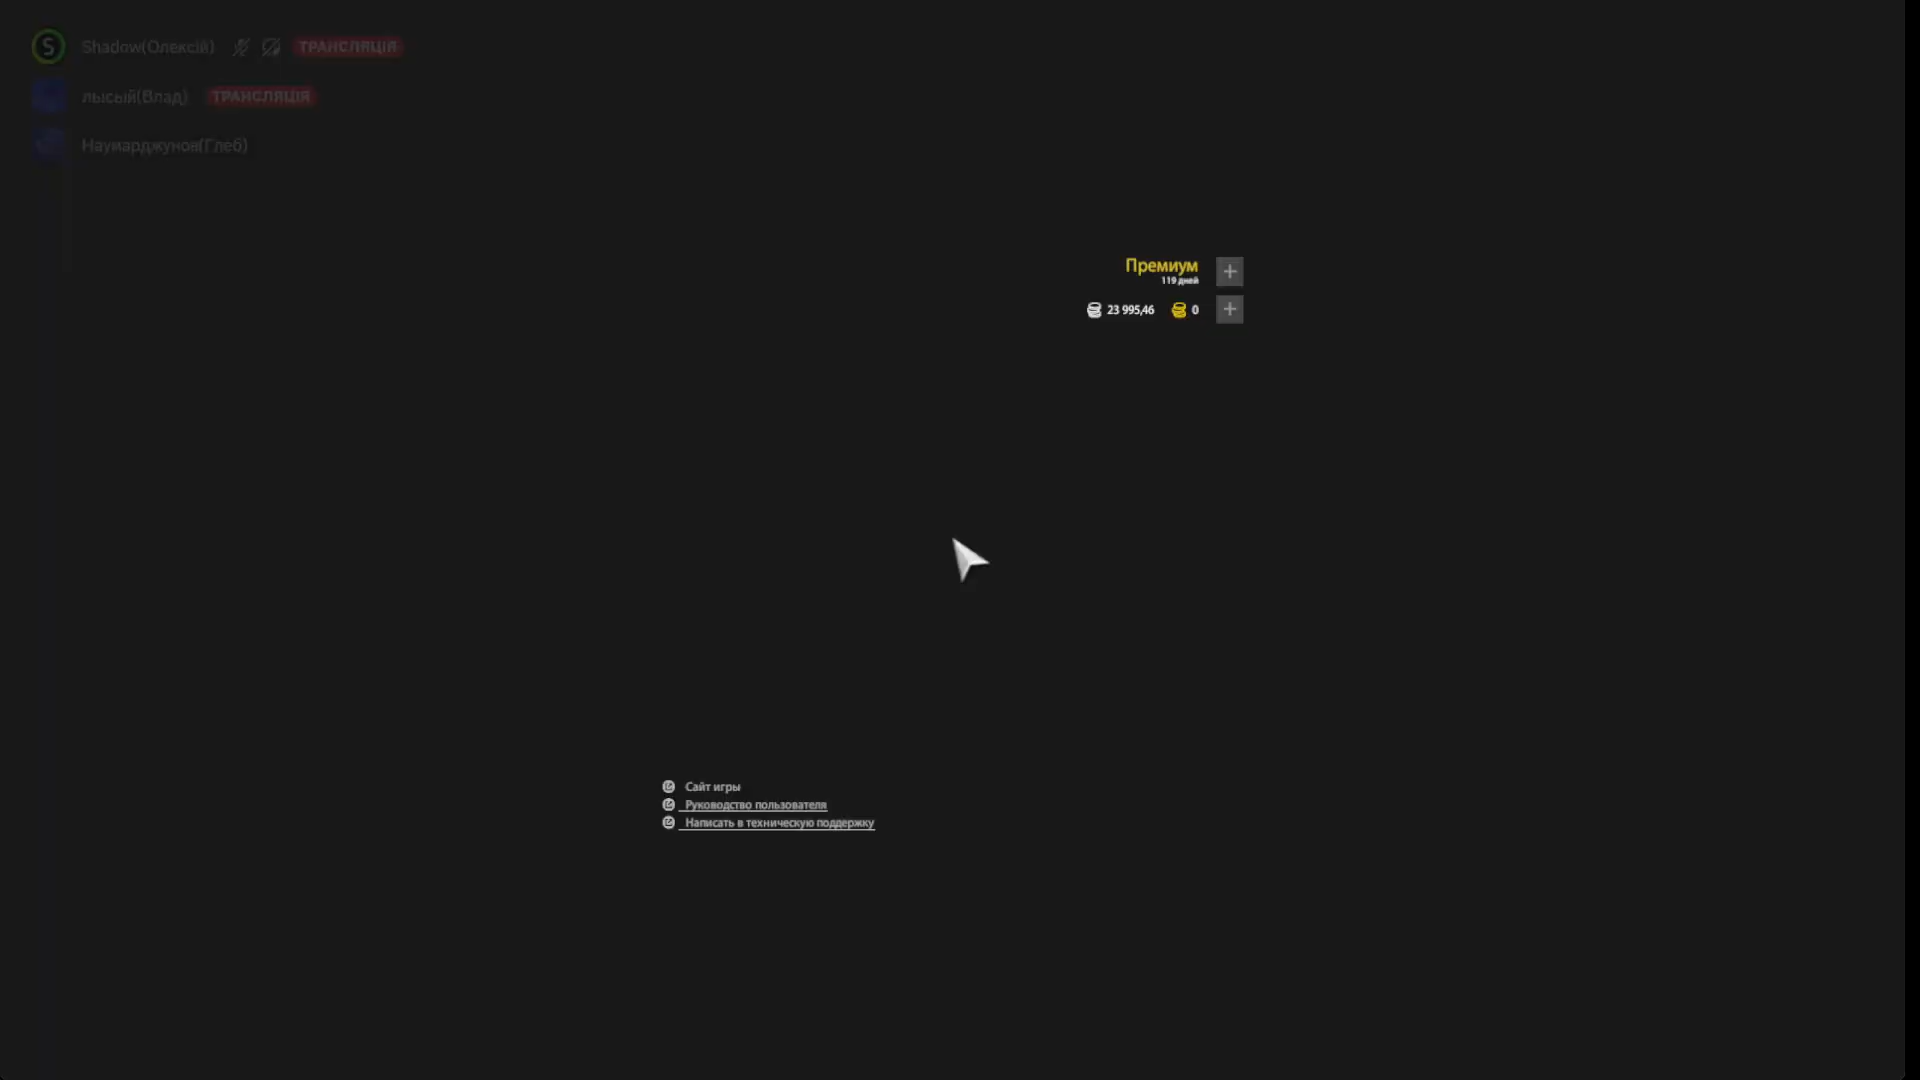 S Shadow(Олексій) ТРАНСЛЯЦІЯ
лысый(Влад) ТРАНСЛЯЦІЯ
Наумарджунов(Глеб)
Премиум
119 дней
23 995,46 0
Сайт игры
Руководство пользователя
Написать в техническую поддержку